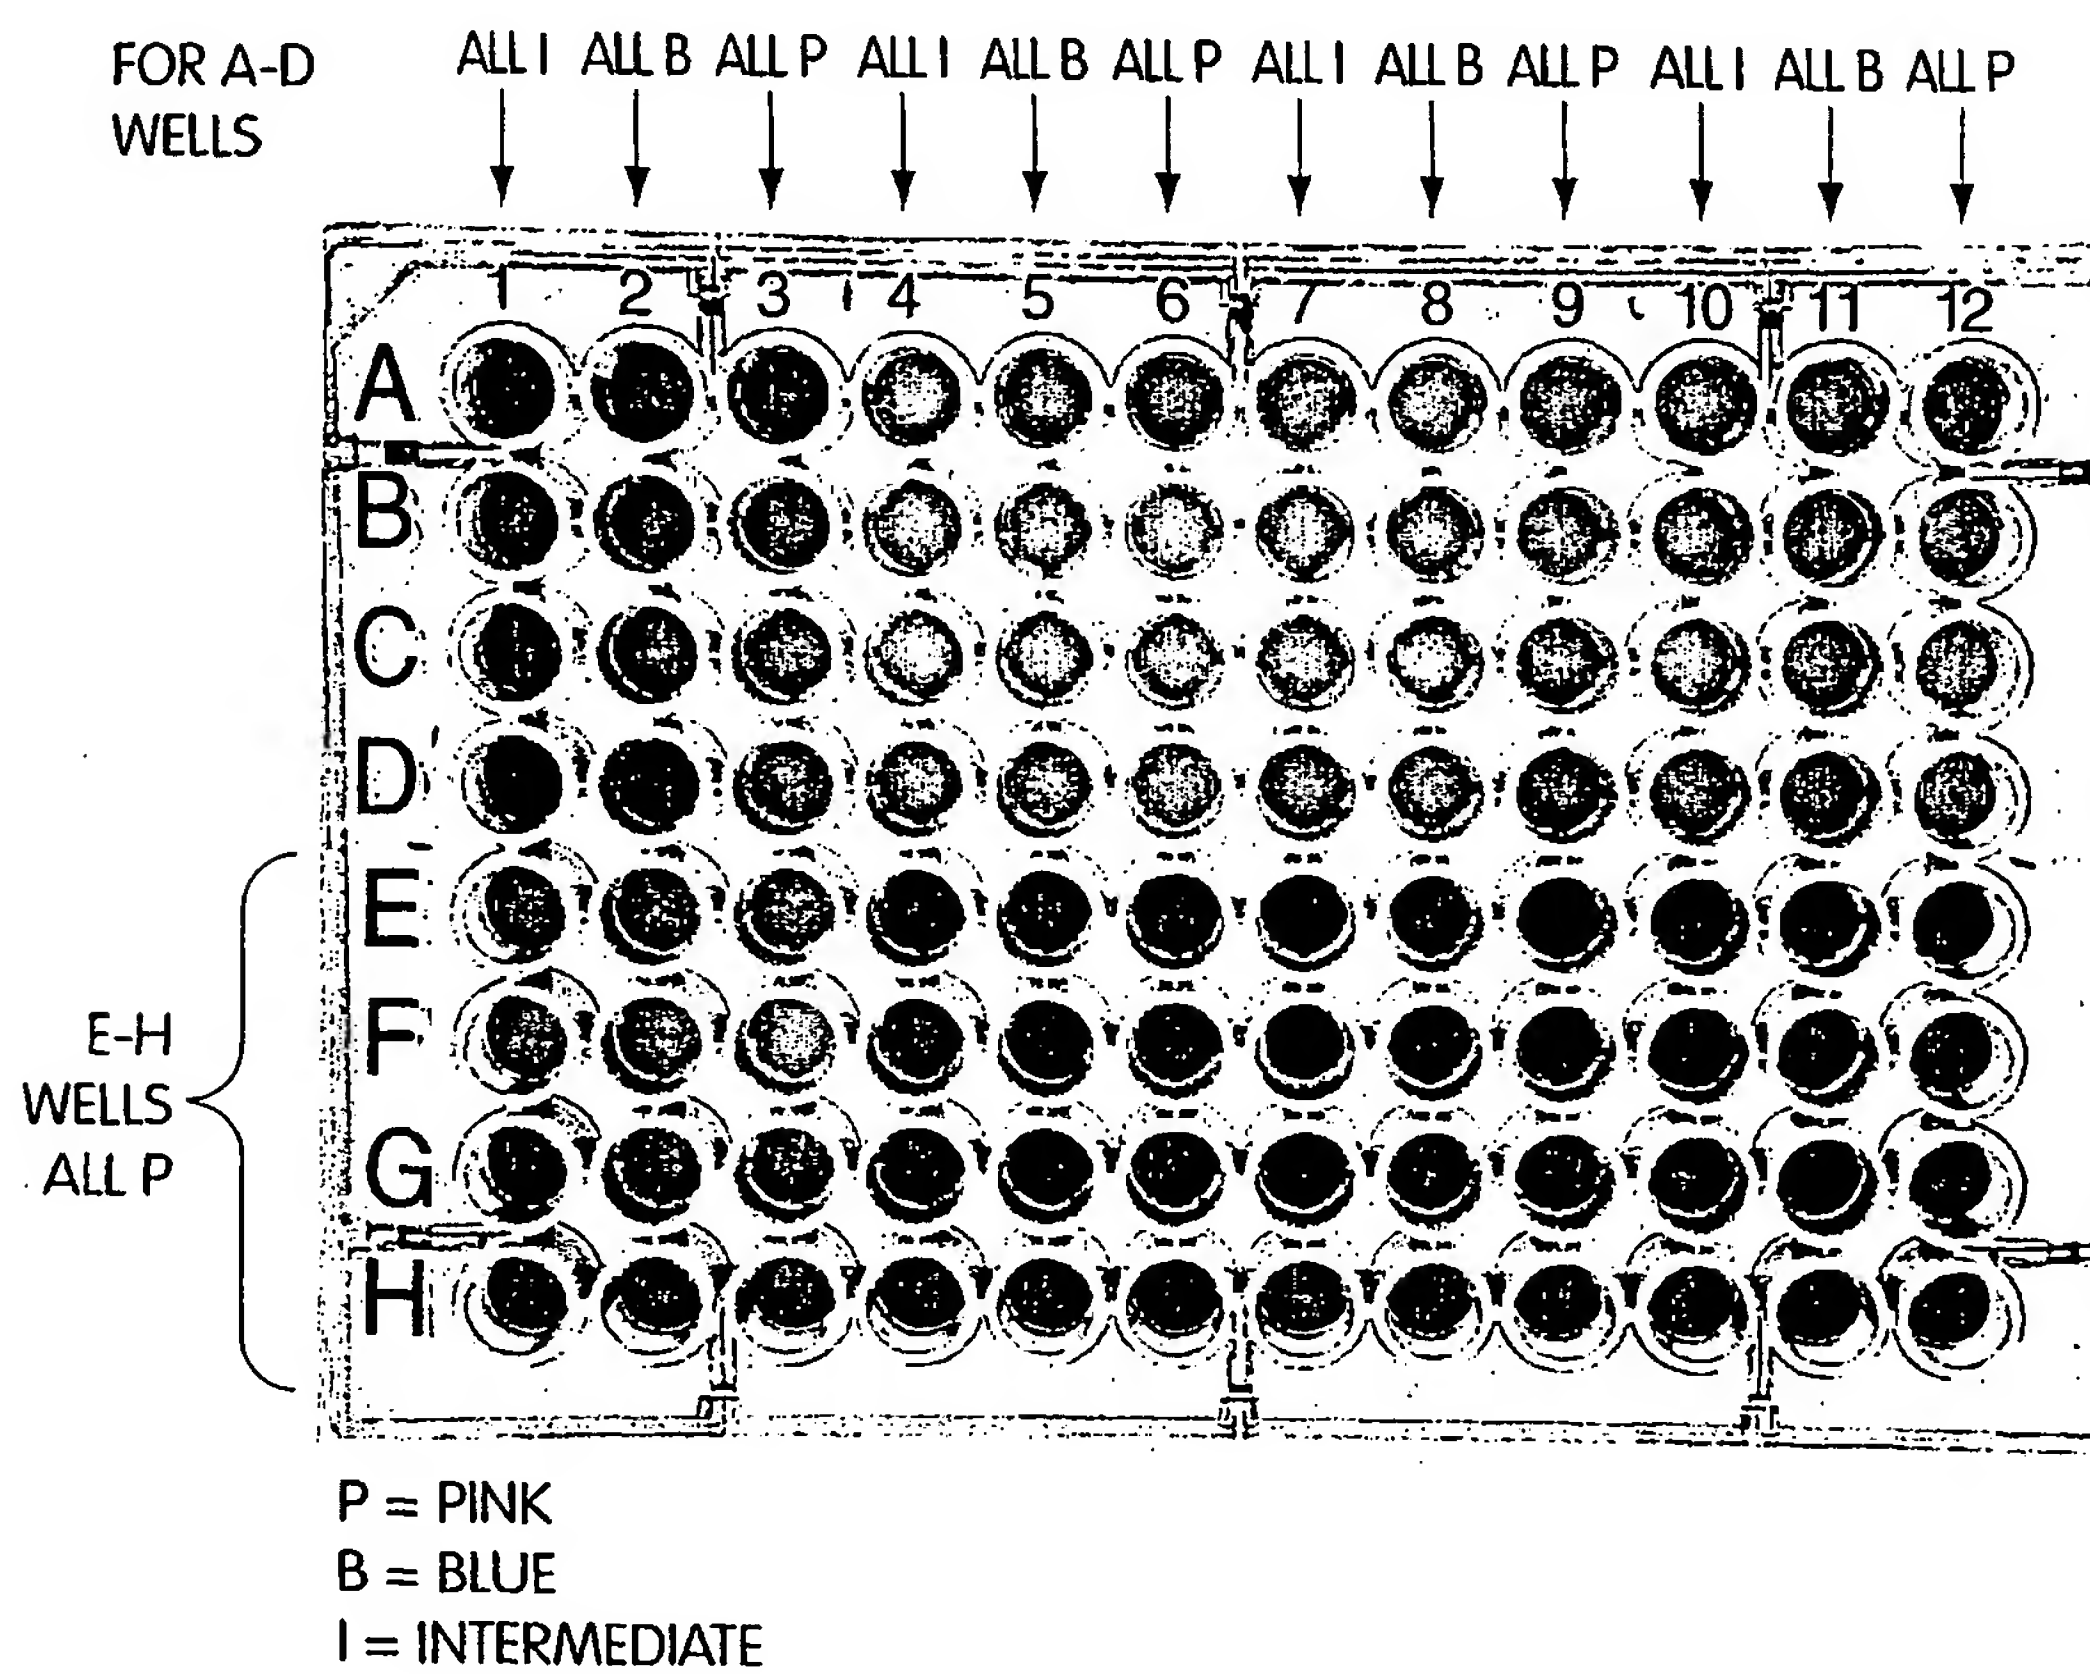 FOR A-D
WELLS
ALL I ALL B ALL P ALL I ALL B ALL P ALL I ALL B ALL P ALL I ALL B ALL P
1 2 3 4 5 6 7 8 9 10 11 12
A
B
C
D
E
F
G
H
E-H
WELLS
ALL P
P = PINK
B = BLUE
I = INTERMEDIATE